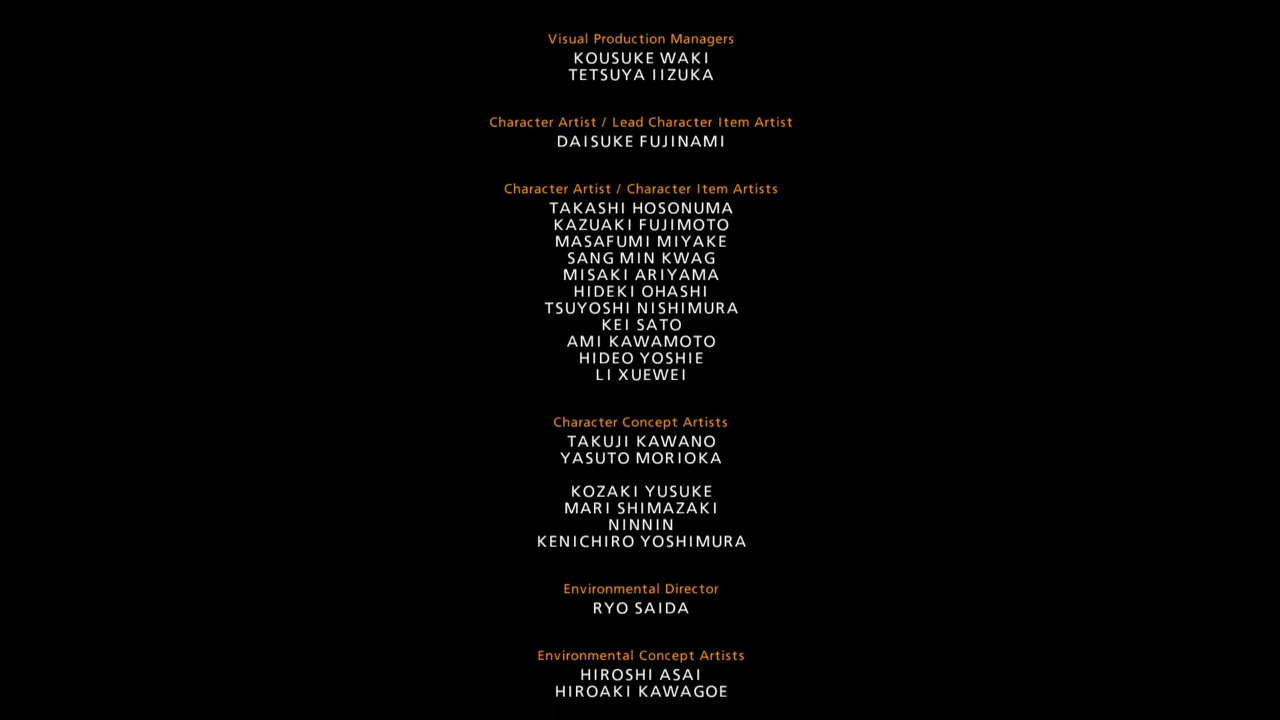 Visual Production Managers
KOUSUKE WAKI
TETSUYA IIZUKA
Character Artist / Lead Character Item Artist
DAISUKE FUJINAMI
Character Artist / Character Item Artists
TAKASHI HOSONUMA
KAZUAKI FUJIMOTO
MASAFUMI MIYAKE
SANG MIN KWAG
MISAKI ARIYAMA
HIDEKI OHASHI
TSUYOSHI NISHIMURA
KEI SATO
AMI KAWAMOTO
HIDEO YOSHIE
LI XUEWEI
Character Concept Artists
TAKUJI KAWANO
YASUTO MORIOKA
KOZAKI YUSUKE
MARI SHIMAZAKI
NINNIN
KENICHIRO YOSHIMURA
Environmental Director
RYO SAIDA
Environmental Concept Artists
HIROSHI ASAI
HIROAKI KAWAGOE